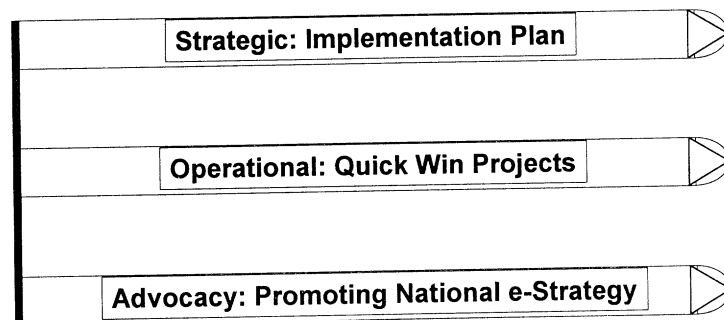 Strategic: Implementation Plan
Operational: Quick Win Projects
Advocacy: Promoting National e-Strategy